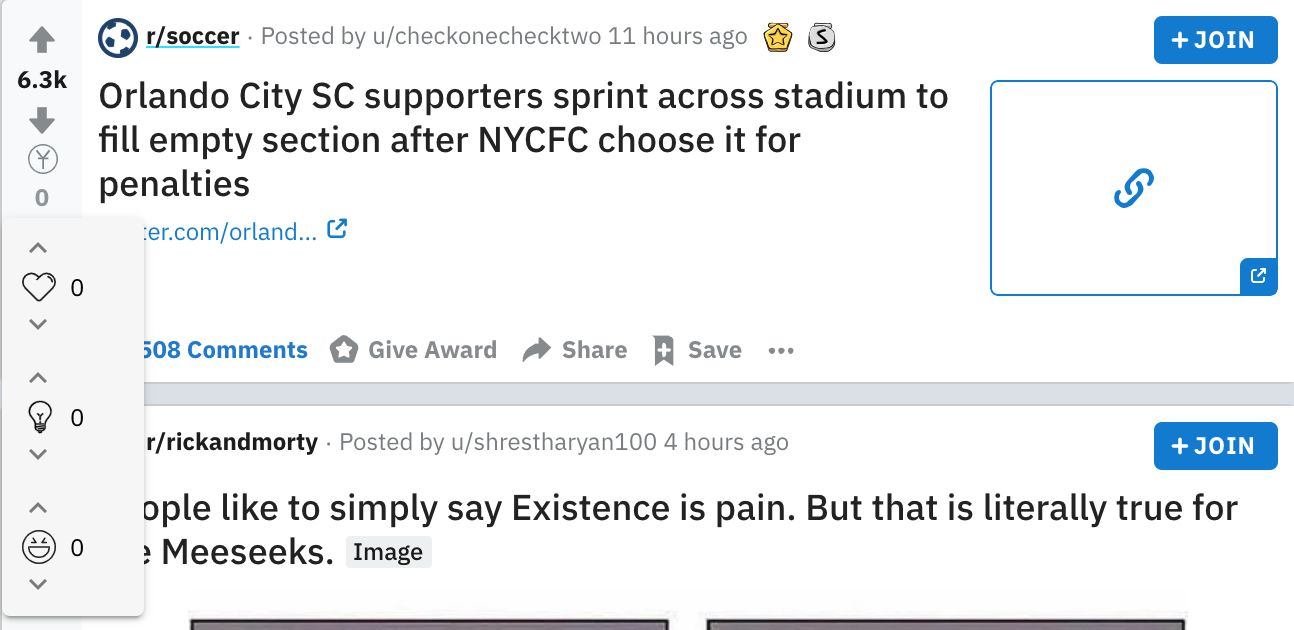 r/soccer · Posted by u/checkonechecktwo 11 hours ago
+ JOIN
6.3k
Orlando City SC supporters sprint across stadium to
fill empty section after NYCFC choose it for
penalties
0
ter.com/orland...
0
508 Comments Give Award Share Save ...
0
r/rickandmorty · Posted by u/shrestharyan100 4 hours ago
+ JOIN
ople like to simply say Existence is pain. But that is literally true for
0
e Meeseeks. Image